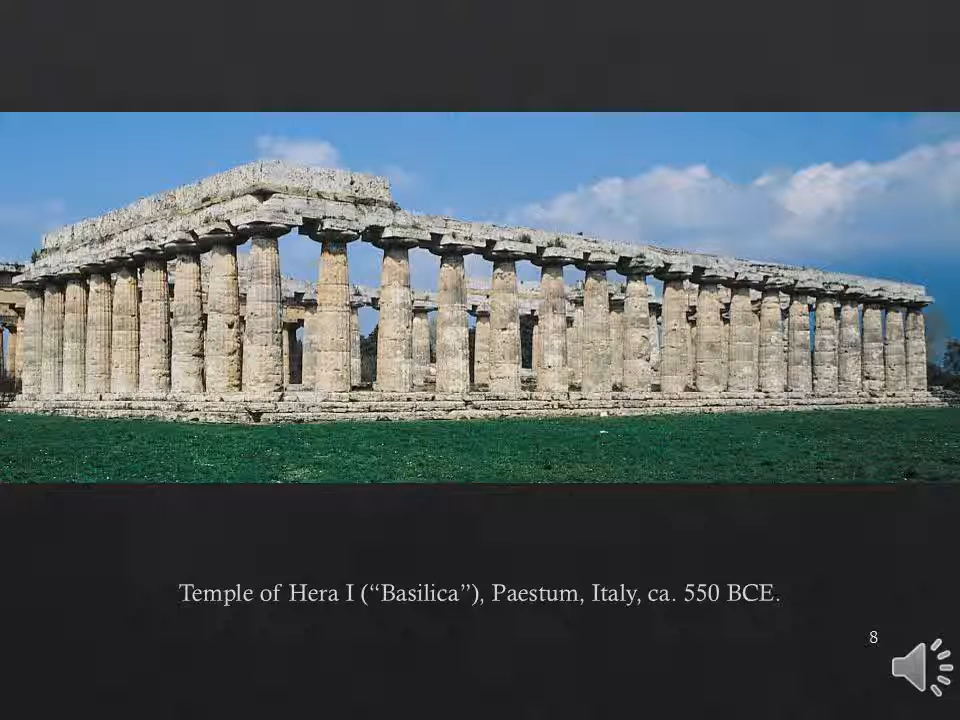 Temple of Hera I (“Basilica”), Paestum, Italy, ca. 550 BCE.
8